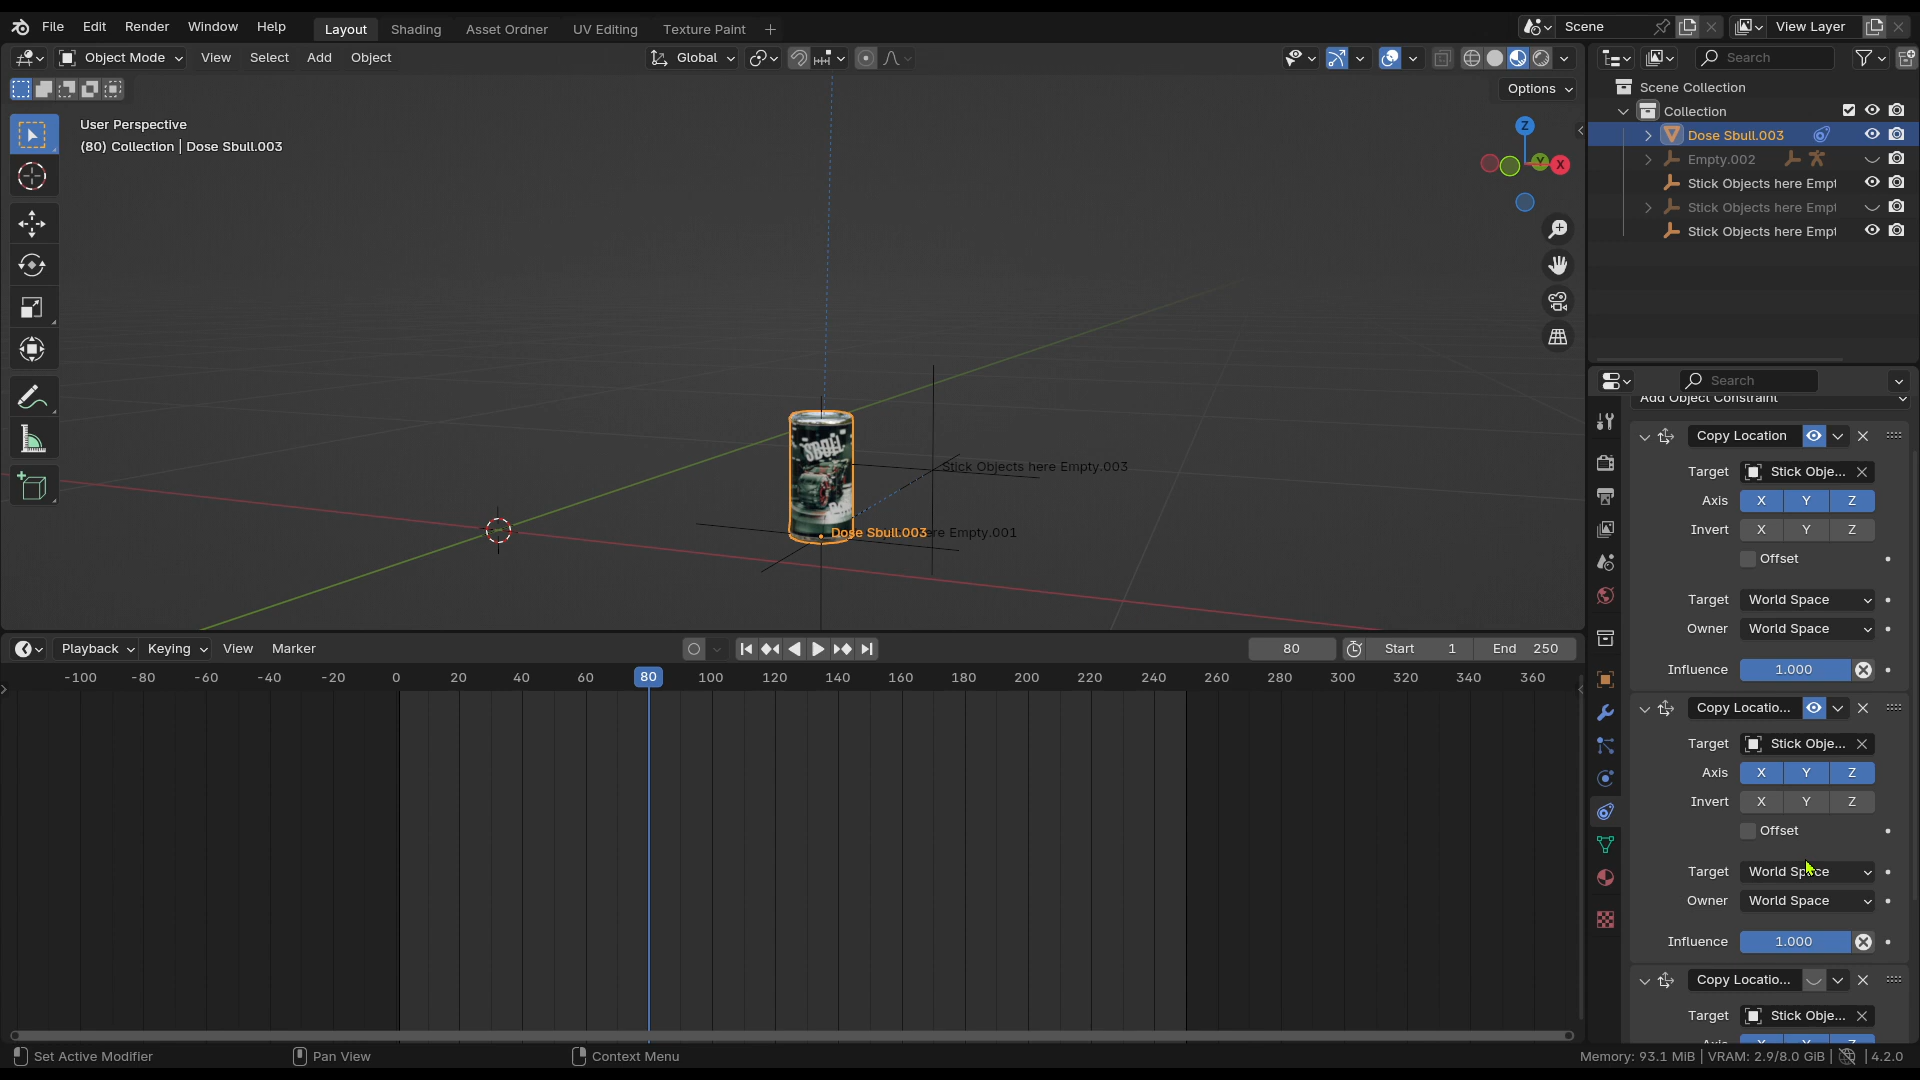 File Edit Render Window Help Layout Shading Asset Ordner UV Editing Texture Paint + Scene View Layer
Object Mode View Select Add Object Global Search
Options
User Perspective
(80) Collection | Dose Sbull.003
Z
Y X
Scene Collection
Collection
Dose Sbull.003
Empty.002
Stick Objects here Empt
Stick Objects here Empt
Stick Objects here Empt
SBULL
Stick Objects here Empty.003
Dose Sbull.003re Empty.001
Search
Add Object Constraint
Copy Location
Target Stick Obje...
Axis X Y Z
Invert X Y Z
Offset
Target World Space
Owner World Space
Influence 1.000
Copy Locatio...
Target Stick Obje...
Axis X Y Z
Invert X Y Z
Offset
Target World Space
Owner World Space
Influence 1.000
Copy Locatio...
Target Stick Obje...
Axis X Y Z
Playback Keying View Marker 80 Start 1 End 250
-100 -80 -60 -40 -20 0 20 40 60 80 100 120 140 160 180 200 220 240 260 280 300 320 340 360
Set Active Modifier Pan View Context Menu Memory: 93.1 MiB | VRAM: 2.9/8.0 GiB | 4.2.0